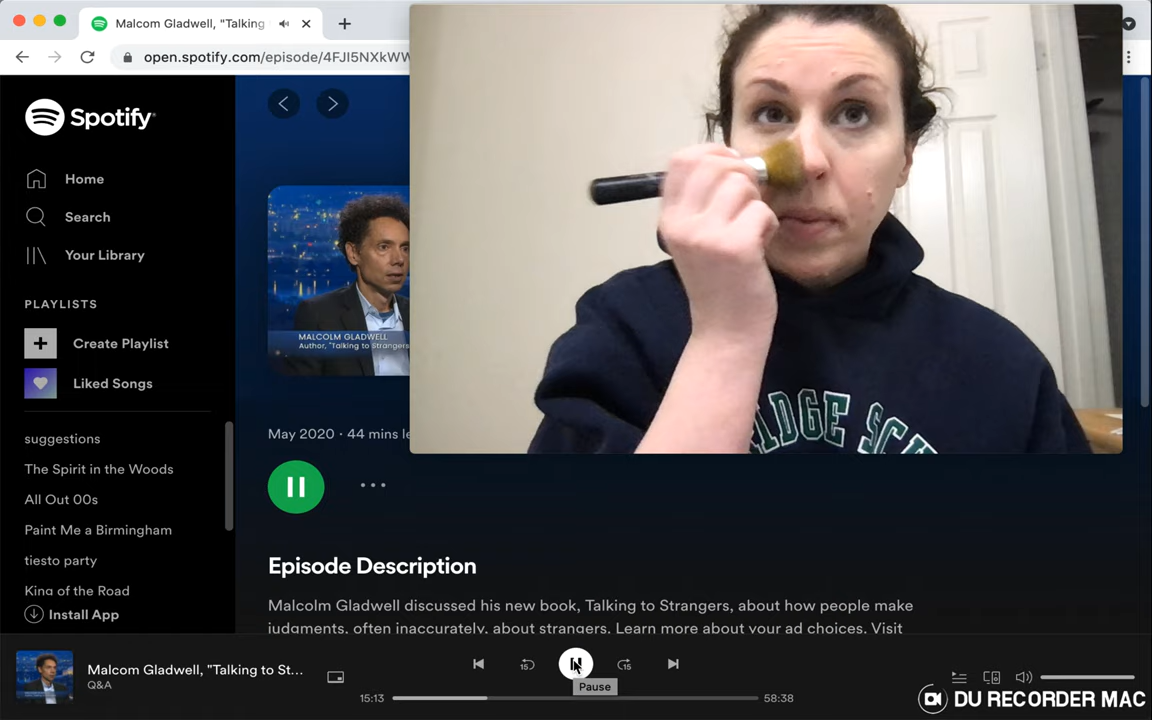 Malcom Gladwell, "Talking
open.spotify.com/episode/4FJI5NXkWW
Spotify
Home
Search
Your Library
PLAYLISTS
Create Playlist
Liked Songs
suggestions
The Spirit in the Woods
All Out 00s
Paint Me a Birmingham
tiesto party
King of the Road
Install App
MALCOLM GLADWELL
Author, "Talking to Strangers
May 2020 · 44 mins le
Episode Description
Malcolm Gladwell discussed his new book, Talking to Strangers, about how people make
judgments, often inaccurately, about strangers. Learn more about your ad choices. Visit
IDGE SC
Malcom Gladwell, "Talking to St...
Q&A
15
15
Pause
15:13
58:38
DU RECORDER MAC